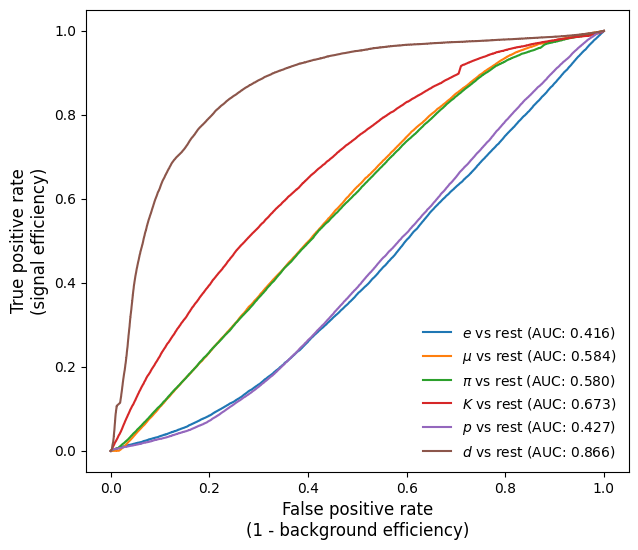 1.0
0.8
0.6
0.4
0.2
0.0
True positive rate
(signal efficiency)
e vs rest (AUC: 0.416)
μ vs rest (AUC: 0.584)
π vs rest (AUC: 0.580)
K vs rest (AUC: 0.673)
p vs rest (AUC: 0.427)
d vs rest (AUC: 0.866)
0.0 0.2 0.4 0.6 0.8 1.0
False positive rate
(1 - background efficiency)